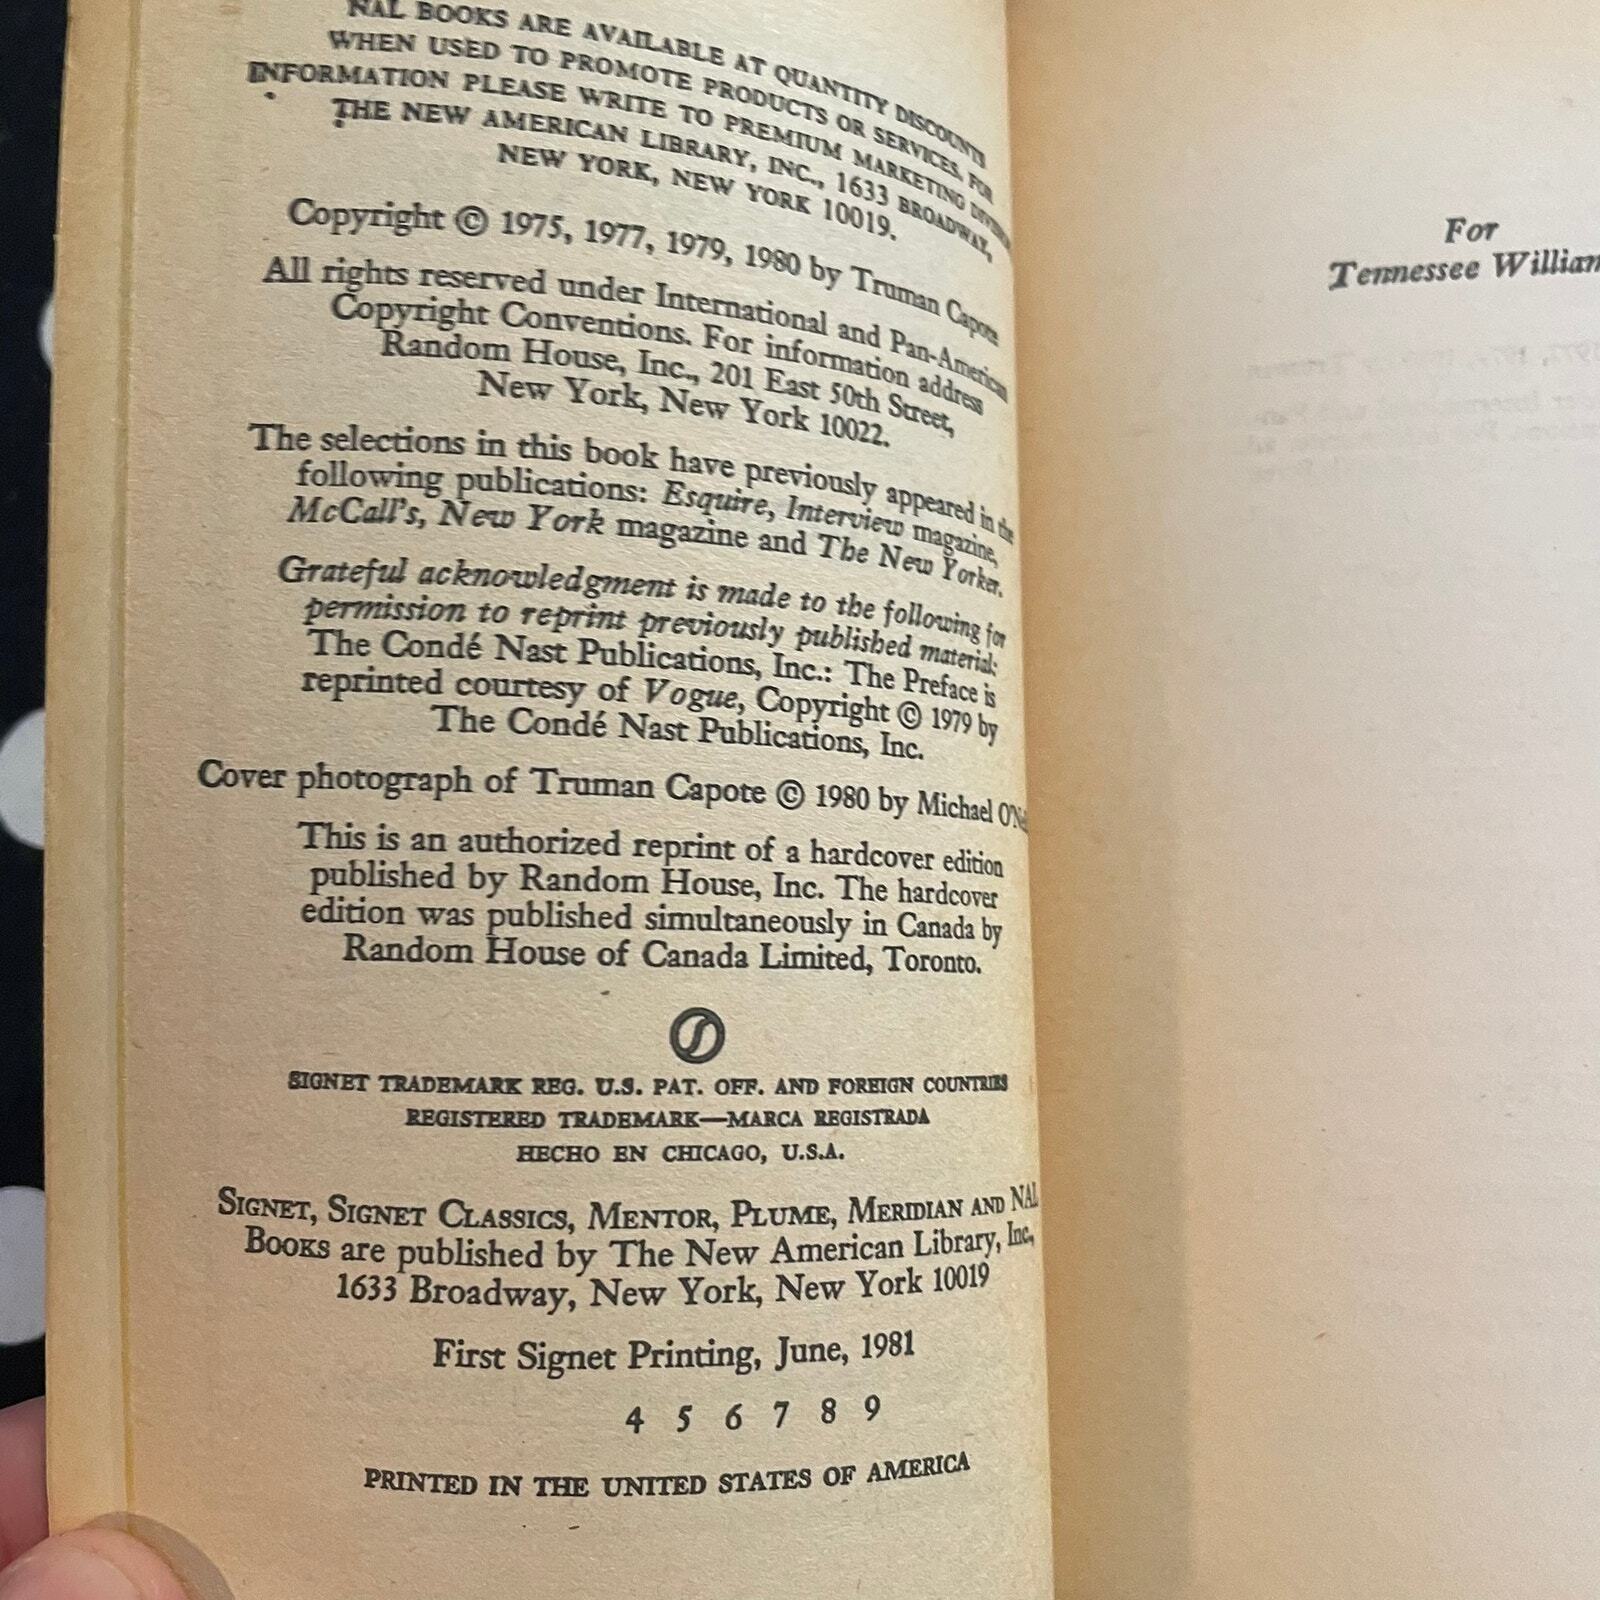 NAL BOOKS ARE AVAILABLE AT QUANTITY DISCOUNTS
WHEN USED TO PROMOTE PRODUCTS OR SERVICES. FOR
INFORMATION PLEASE WRITE TO PREMIUM MARKETING
THE NEW AMERICAN LIBRARY, INC., 1633 BROADWAY,
NEW YORK, NEW YORK 10019.
Copyright © 1975, 1977, 1979, 1980 by Truman Capote
All rights reserved under International and Pan-American
Copyright Conventions. For information address
Random House, Inc., 201 East 50th Street,
New York, New York 10022.
The selections in this book have previously appeared in the
following publications: Esquire, Interview magazine,
McCall's, New York magazine and The New Yorker.
Grateful acknowledgment is made to the following for
permission to reprint previously published material:
The Condé Nast Publications, Inc.: The Preface is
reprinted courtesy of Vogue, Copyright © 1979 by
The Condé Nast Publications, Inc.
Cover photograph of Truman Capote © 1980 by Michael
This is an authorized reprint of a hardcover edition
published by Random House, Inc. The hardcover
edition was published simultaneously in Canada by
Random House of Canada Limited, Toronto.
SIGNET TRADEMARK REG. U.S. PAT. OFF. AND FOREIGN COUNTRIES
REGISTERED TRADEMARK—MARCA REGISTRADA
HECHO EN CHICAGO, U.S.A.
SIGNET, SIGNET CLASSICS, MENTOR, PLUME, MERIDIAN AND NAL
BOOKS are published by The New American Library, Inc.,
1633 Broadway, New York, New York 10019
First Signet Printing, June, 1981
4 5 6 7 8 9
PRINTED IN THE UNITED STATES OF AMERICA
For
Tennessee William